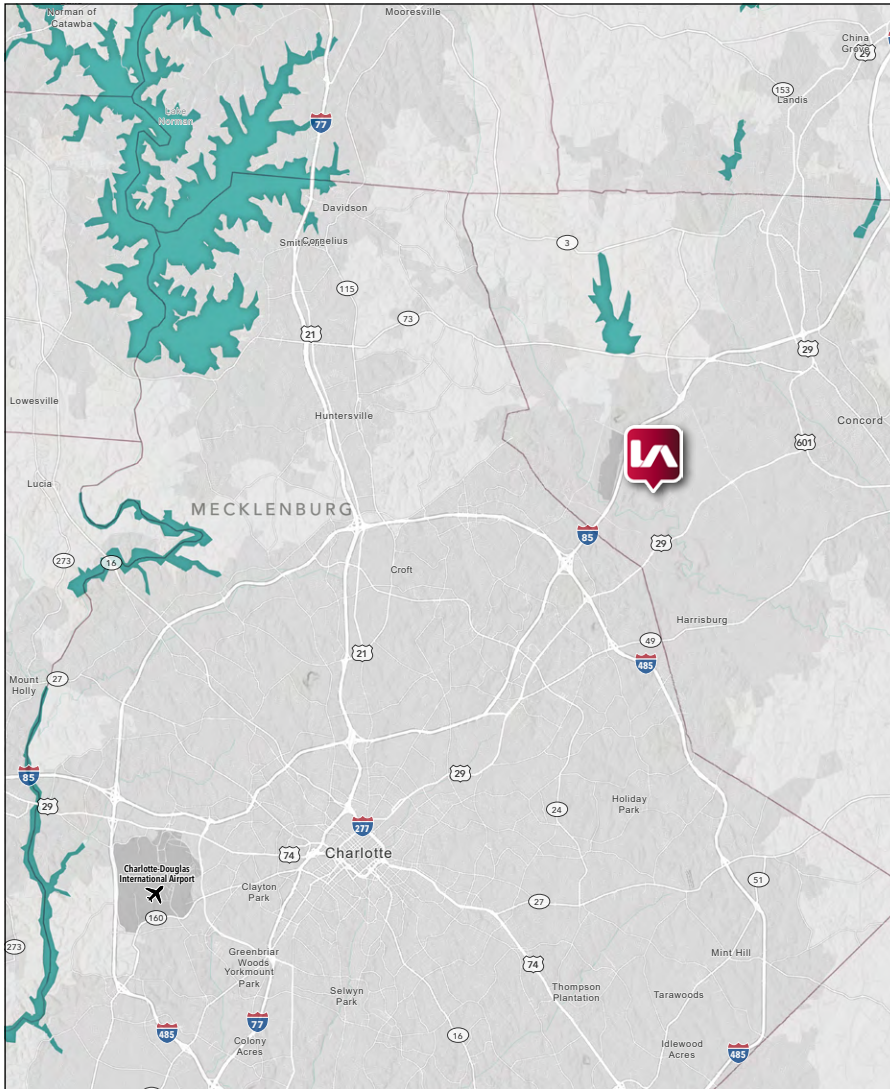 Norman of
Catawba
Mooresville
China
Grove
29
153
Landis
Lake
Norman
77
Davidson
Cornelius
3
115
73
21
29
Lowesville
Huntersville
Concord
601
LA
Lucia
MECKLENBURG
85
29
273
16
Croft
Harrisburg
49
21
485
Mount
Holly
27
85
29
29
Holiday
Park
24
277
74
Charlotte
Charlotte-Douglas
International Airport
Clayton
Park
51
27
160
273
Greenbriar
Woods
Yorkmount
Park
Mint Hill
74
Selwyn
Park
Thompson
Plantation
Tarawoods
77
485
16
Colony
Acres
Idlewood
Acres
485